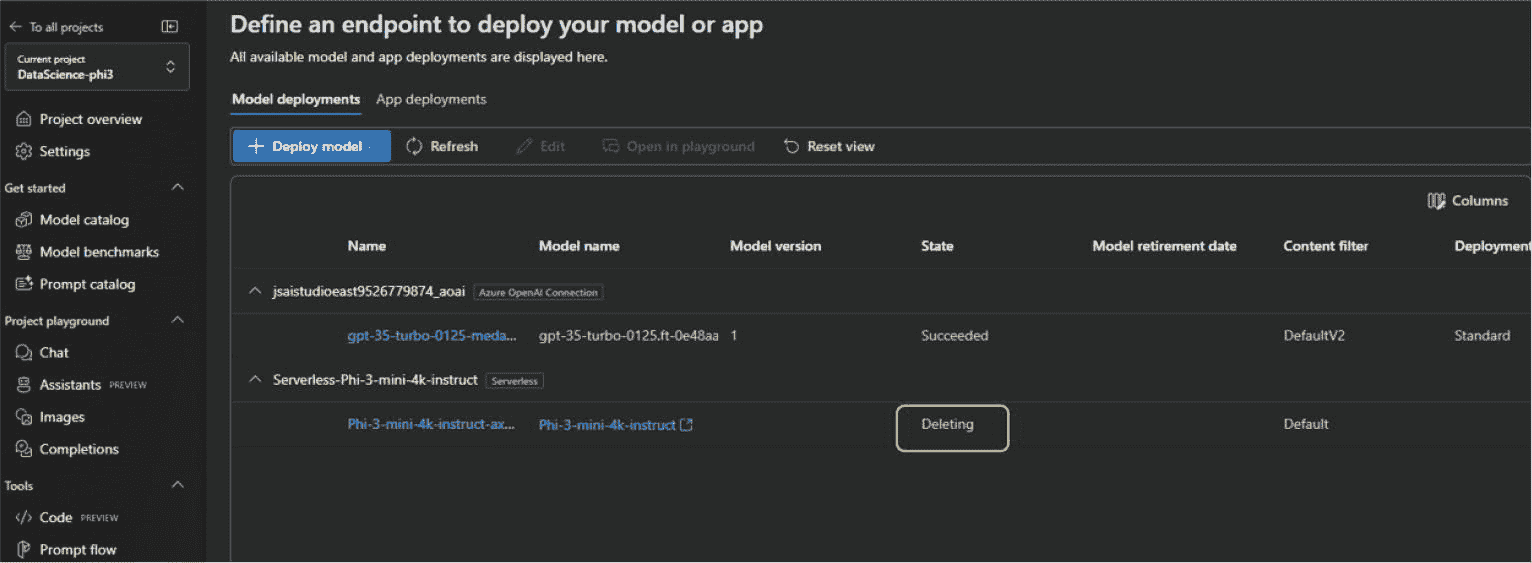 To all projects
Current project
DataScience-phi3
Project overview
Settings
Get started
Model catalog
Model benchmarks
Prompt catalog
Project playground
Chat
Assistants PREVIEW
Images
Completions
Tools
Code PREVIEW
Prompt flow
Define an endpoint to deploy your model or app
All available model and app deployments are displayed here.
Model deployments App deployments
Deploy model Refresh Edit Open in playground Reset view
Columns
Name Model name Model version State Model retirement date Content filter Deployment
jsaistudioeast9526779874_aoai Azure OpenAI Connection
gpt-35-turbo-0125-meda... gpt-35-turbo-0125.ft-0e48aa 1 Succeeded DefaultV2 Standard
Serverless-Phi-3-mini-4k-instruct Serverless
Phi-3-mini-4k-instruct-ax... Phi-3-mini-4k-instruct Deleting Default